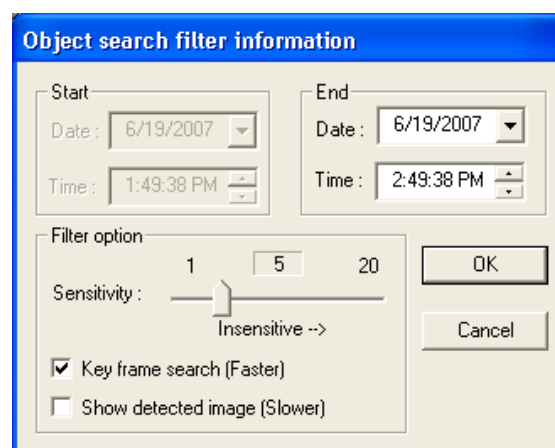 Object search filter information
Start
Date : 6/19/2007
Time : 1:49:38 PM
End
Date : 6/19/2007
Time : 2:49:38 PM
Filter option
1 5 20
Sensitivity :
Insensitive -->
Key frame search (Faster)
Show detected image (Slower)
OK
Cancel